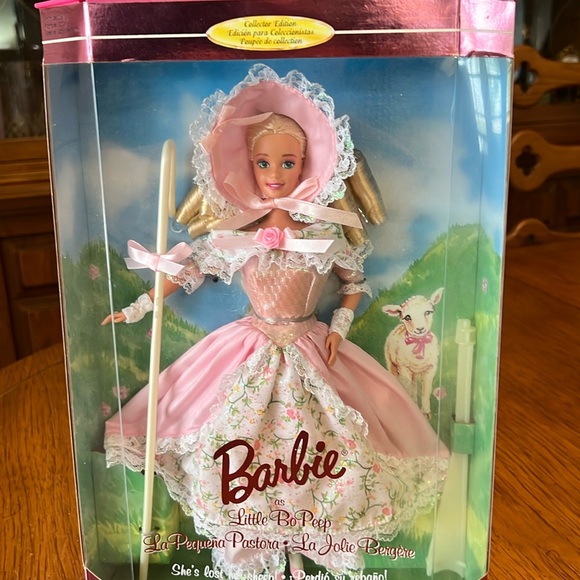 Collector Edition
Edición para Coleccionistas
Poupée de collection
Barbie
as
Little Bo Peep
La Pequeña Pastora • La Jolie Bergère
She's lost her sheep! • ¡Perdió su rebaño!